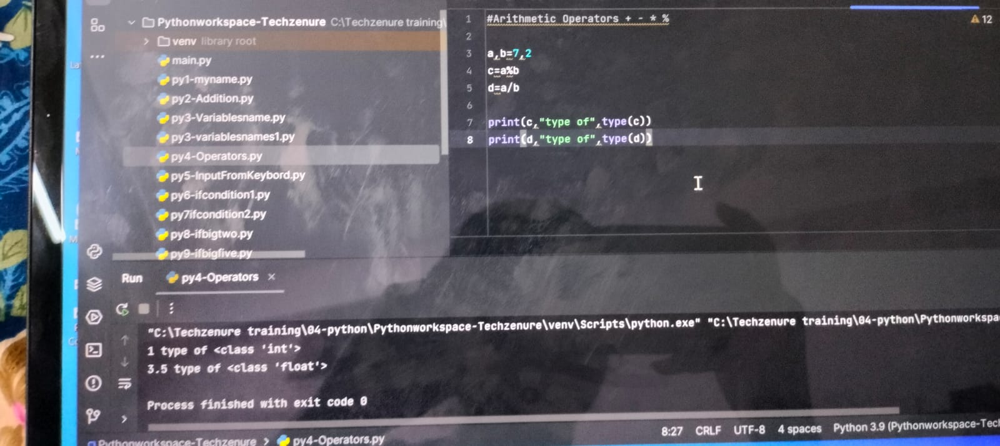 Pythonworkspace-Techzenure C:\Techzenure training\
venv library root
main.py
py1-myname.py
py2-Addition.py
py3-Variablesname.py
py3-variablesnames1.py
py4-Operators.py
py5-InputFromKeybord.py
py6-ifcondition1.py
py7ifcondition2.py
py8-ifbigtwo.py
py9-ifbigfive.py
12
1 #Arithmetic Operators + - * %
2
3 a,b=7,2
4 c=a%b
5 d=a/b
6
7 print(c,"type of",type(c))
8 print(d,"type of",type(d))
Run py4-Operators
"C:\Techzenure training\04-python\Pythonworkspace-Techzenure\venv\Scripts\python.exe" "C:\Techzenure training\04-python\Pythonworkspa
1 type of <class 'int'>
3.5 type of <class 'float'>
Process finished with exit code 0
Pythonworkspace-Techzenure > py4-Operators.py
8:27 CRLF UTF-8 4 spaces Python 3.9 (Pythonworkspace-Tec